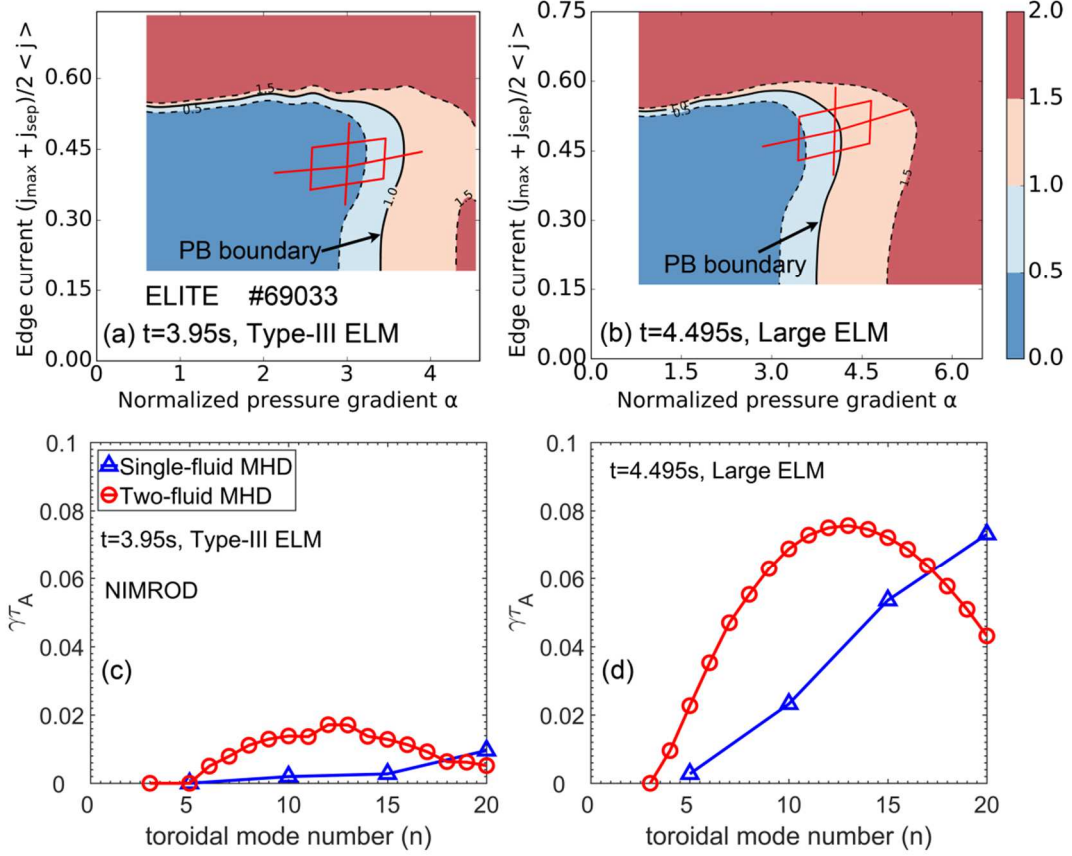 Edge current (jmax + jsep)/2 < j >
0.60
0.45
0.30
0.15
0.00
1.5
0.5
1.0
1.5
PB boundary
ELITE #69033
(a) t=3.95s, Type-III ELM
0
1
2
3
4
Normalized pressure gradient α
Edge current (jmax + jsep)/2 < j >
0.75
0.60
0.45
0.30
0.15
0.00
1.0
0.5
1.5
PB boundary
(b) t=4.495s, Large ELM
0.0
1.5
3.0
4.5
6.0
Normalized pressure gradient α
2.0
1.5
1.0
0.5
0.0
γτA
0.1
0.08
0.06
0.04
0.02
0
Single-fluid MHD
Two-fluid MHD
t=3.95s, Type-III ELM
NIMROD
(c)
0
5
10
15
20
toroidal mode number (n)
γτA
0.1
0.08
0.06
0.04
0.02
0
t=4.495s, Large ELM
(d)
0
5
10
15
20
toroidal mode number (n)